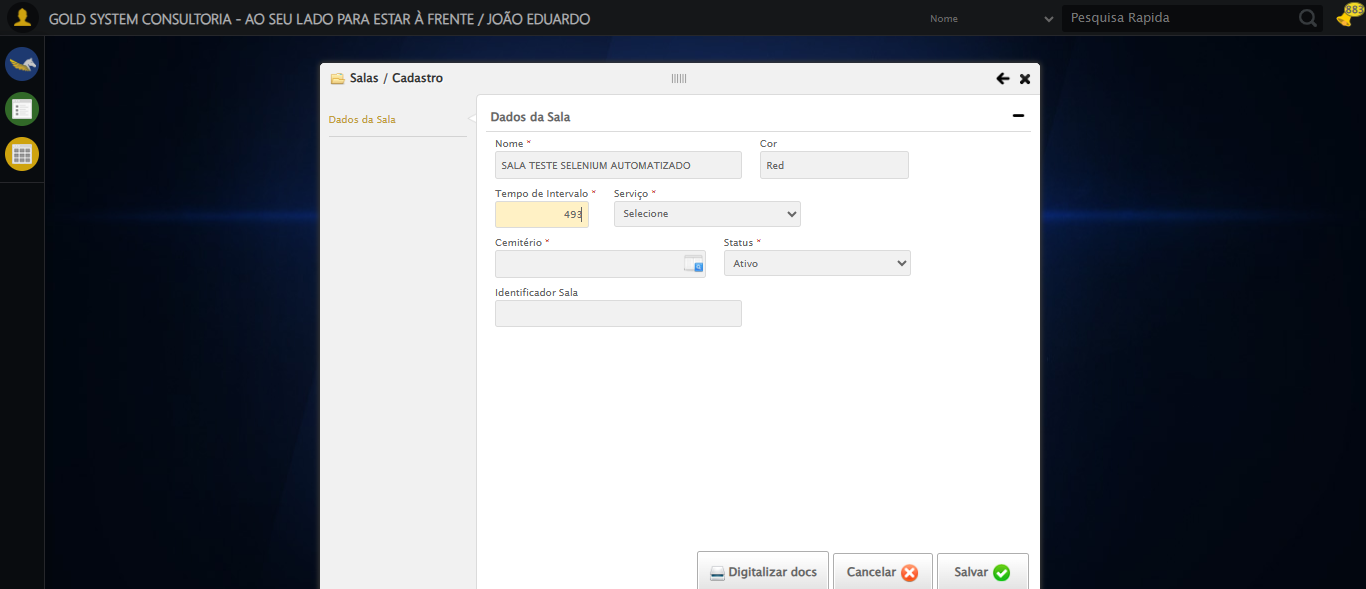 GOLD SYSTEM CONSULTORIA - AO SEU LADO PARA ESTAR À FRENTE / JOÃO EDUARDO
Nome
Pesquisa Rapida
883
Salas / Cadastro
Dados da Sala
Dados da Sala
Nome *
Cor
SALA TESTE SELENIUM AUTOMATIZADO
Red
Tempo de Intervalo *
Serviço *
493
Selecione
Cemitério *
Status *
Ativo
Identificador Sala
Digitalizar docs
Cancelar
Salvar